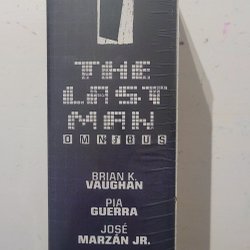 THE
LAST
MAN
OMNIBUS
BRIAN K.
VAUGHAN
PIA
GUERRA
JOSÉ
MARZÁN JR.